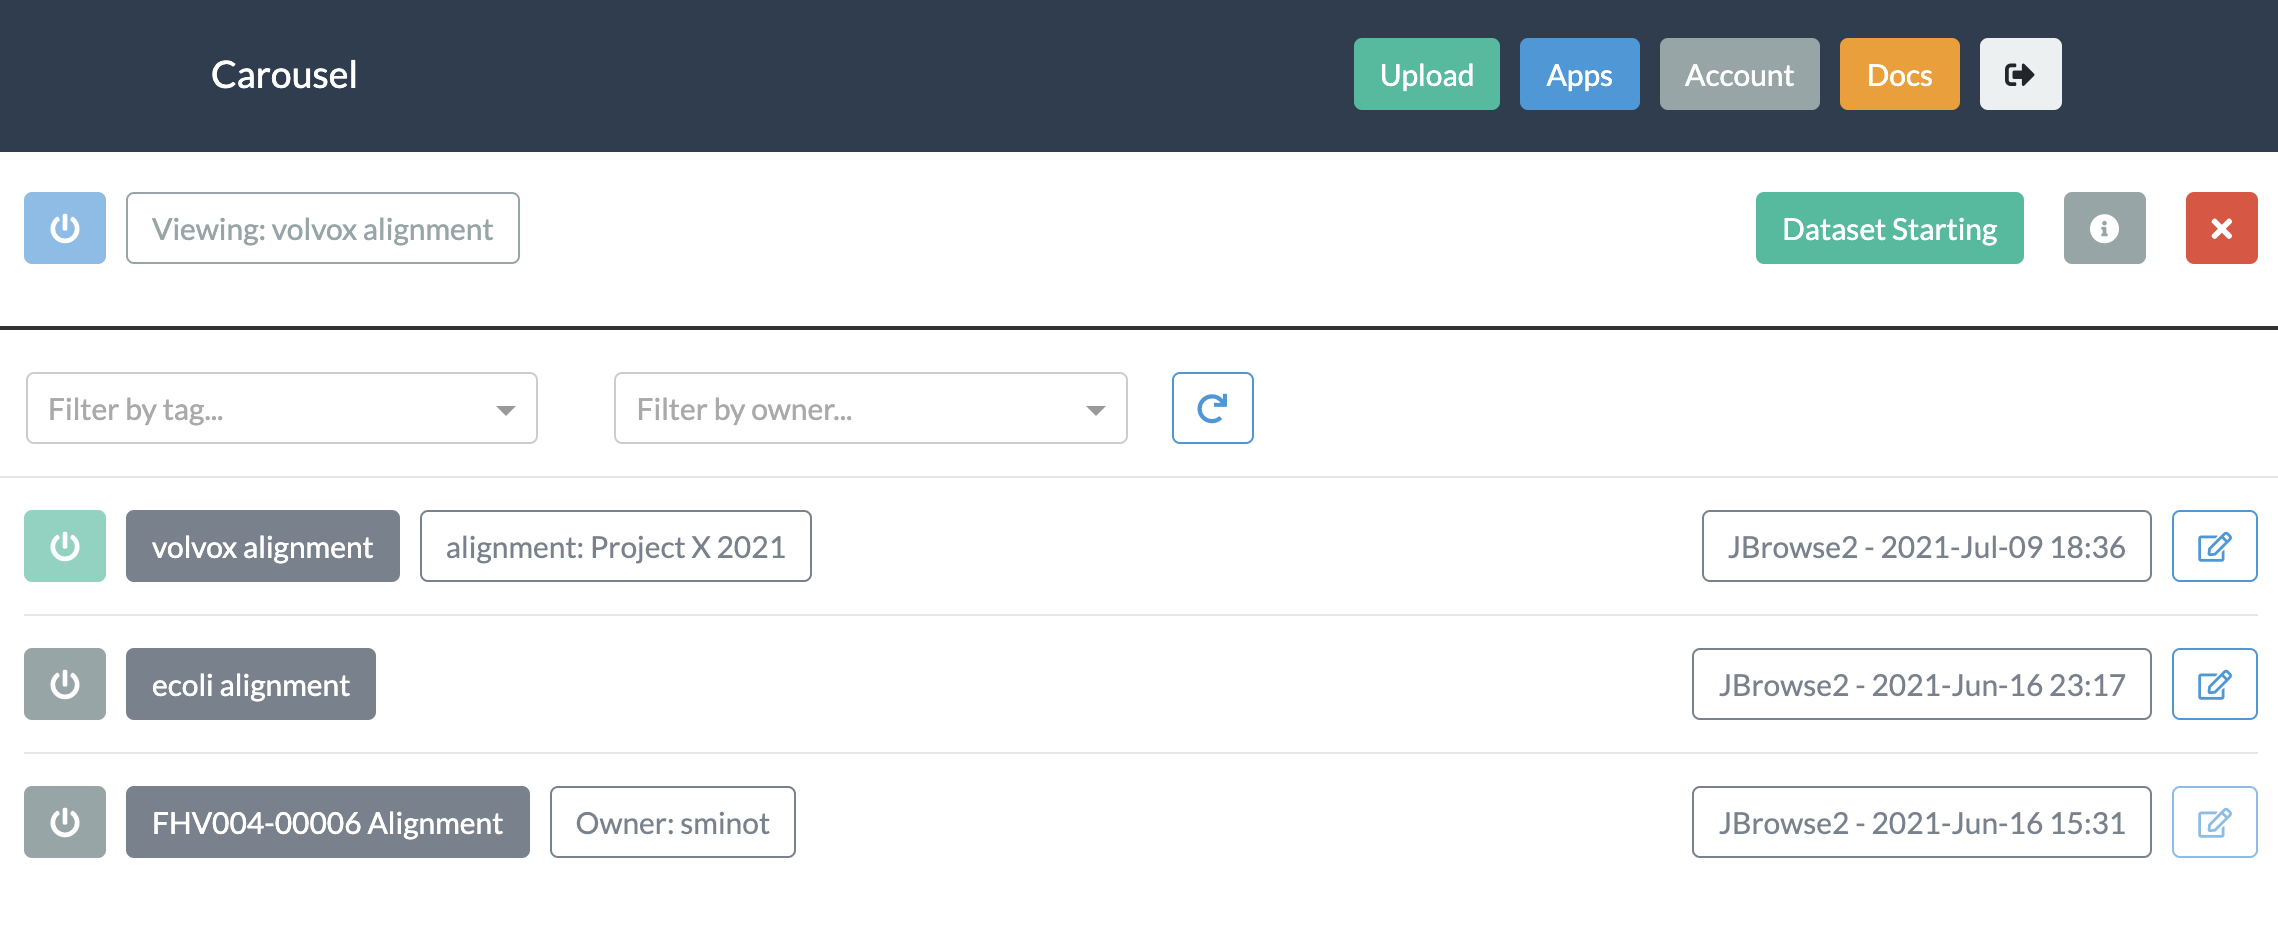 Carousel Upload Apps Account Docs
Viewing: volvox alignment Dataset Starting
Filter by tag... Filter by owner...
volvox alignment alignment: Project X 2021 JBrowse2 - 2021-Jul-09 18:36
ecoli alignment JBrowse2 - 2021-Jun-16 23:17
FHV004-00006 Alignment Owner: sminot JBrowse2 - 2021-Jun-16 15:31